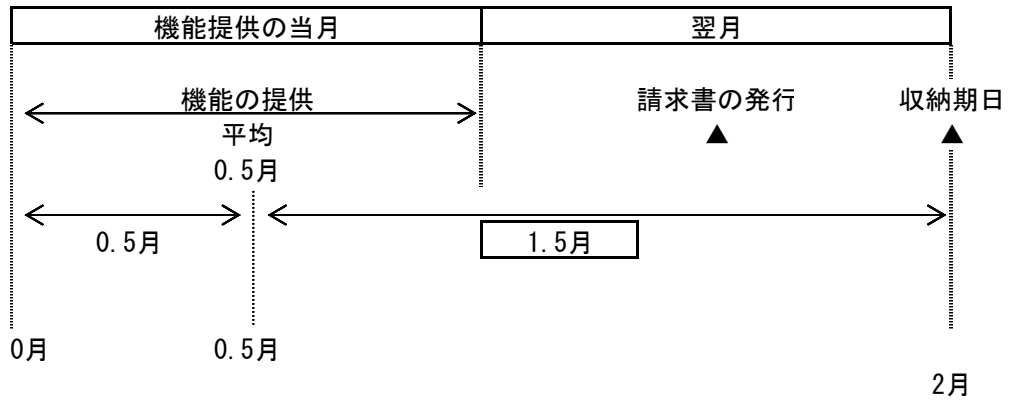 機能提供の当月 翌月
機能の提供 請求書の発行 収納期日
平均 ▲ ▲
0.5月
0.5月 1.5月
0月 0.5月
2月